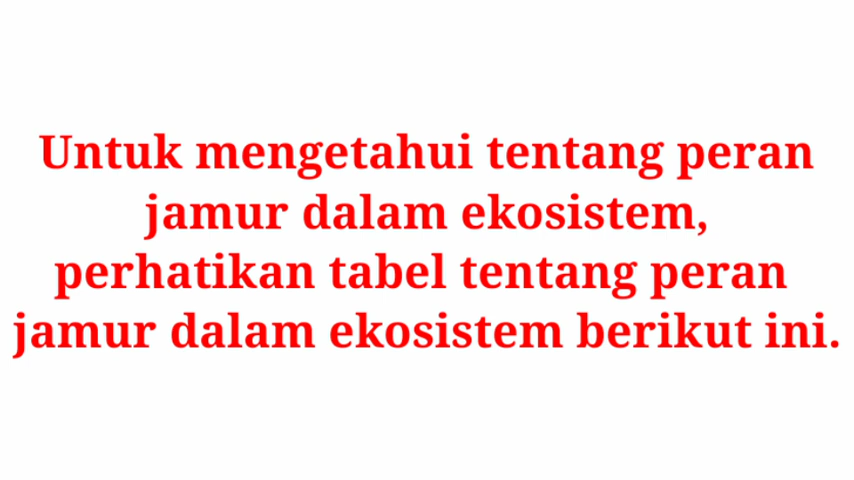 Untuk mengetahui tentang peran
jamur dalam ekosistem,
perhatikan tabel tentang peran
jamur dalam ekosistem berikut ini.